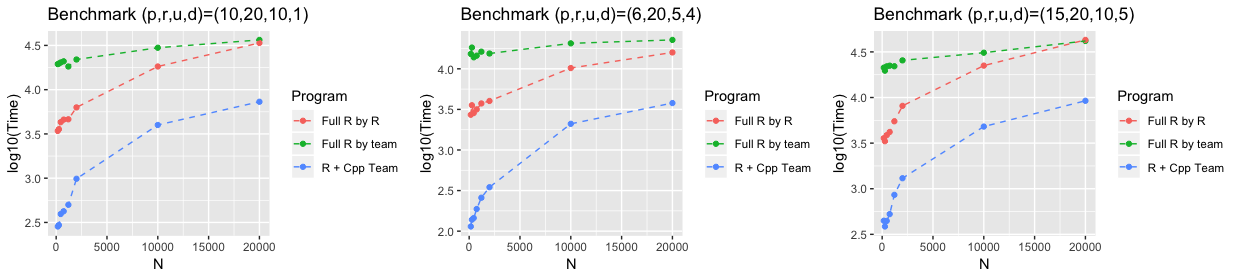 Benchmark (p,r,u,d)=(10,20,10,1)
4.5
4.0
3.5
3.0
2.5
log10(Time)
0
5000
10000
15000
20000
N
Program
Full R by R
Full R by team
R + Cpp Team
Benchmark (p,r,u,d)=(6,20,5,4)
4.0
3.5
3.0
2.5
2.0
log10(Time)
0
5000
10000
15000
20000
N
Program
Full R by R
Full R by team
R + Cpp Team
Benchmark (p,r,u,d)=(15,20,10,5)
4.5
4.0
3.5
3.0
2.5
log10(Time)
0
5000
10000
15000
20000
N
Program
Full R by R
Full R by team
R + Cpp Team